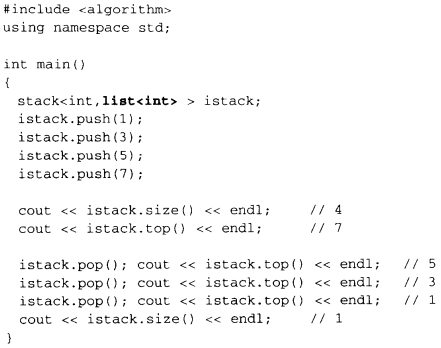 #include <algorithm>
using namespace std;
int main()
{
stack<int,list<int> > istack;
istack.push(1);
istack.push(3);
istack.push(5);
istack.push(7);
cout << istack.size() << endl; // 4
cout << istack.top() << endl; // 7
istack.pop(); cout << istack.top() << endl; // 5
istack.pop(); cout << istack.top() << endl; // 3
istack.pop(); cout << istack.top() << endl; // 1
cout << istack.size() << endl; // 1
}